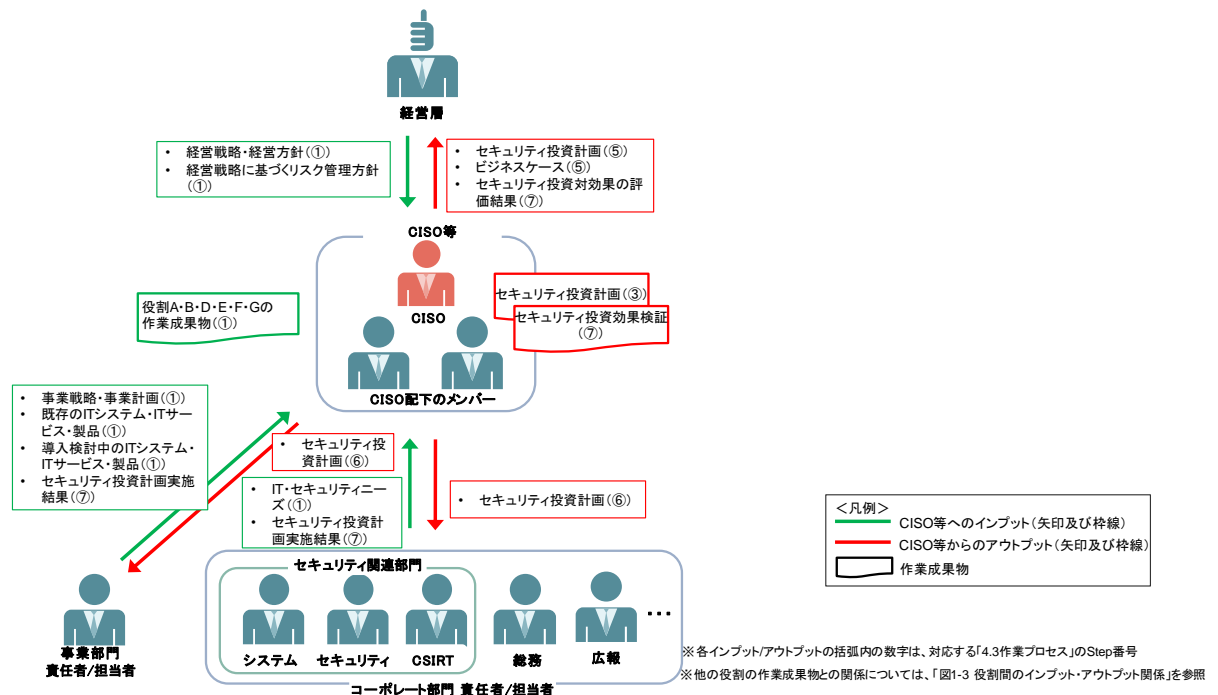 経営層
・ 経営戦略・経営方針(①)
・ 経営戦略に基づくリスク管理方針
(①)
・ セキュリティ投資計画(⑤)
・ ビジネスケース(⑤)
・ セキュリティ投資対効果の評
価結果(⑦)
CISO等
CISO
CISO配下のメンバー
役割A・B・D・E・F・Gの
作業成果物(①)
セキュリティ投資計画(③)
セキュリティ投資効果検証
(⑦)
・ 事業戦略・事業計画(①)
・ 既存のITシステム・ITサー
ビス・製品(①)
・ 導入検討中のITシステム・
ITサービス・製品(①)
・ セキュリティ投資計画実施
結果(⑦)
・ セキュリティ投
資計画(⑥)
・ IT・セキュリティニー
ズ(①)
・ セキュリティ投資計
画実施結果(⑦)
・ セキュリティ投資計画(⑥)
<凡例>
CISO等へのインプット(矢印及び枠線)
CISO等からのアウトプット(矢印及び枠線)
作業成果物
セキュリティ関連部門
システム
セキュリティ
CSIRT
総務
広報
…
事業部門
責任者/担当者
コーポレート部門 責任者/担当者
※各インプット/アウトプットの括弧内の数字は、対応する「4.3作業プロセス」のStep番号
※他の役割の作業成果物との関係については、「図1-3 役割間のインプット・アウトプット関係」を参照